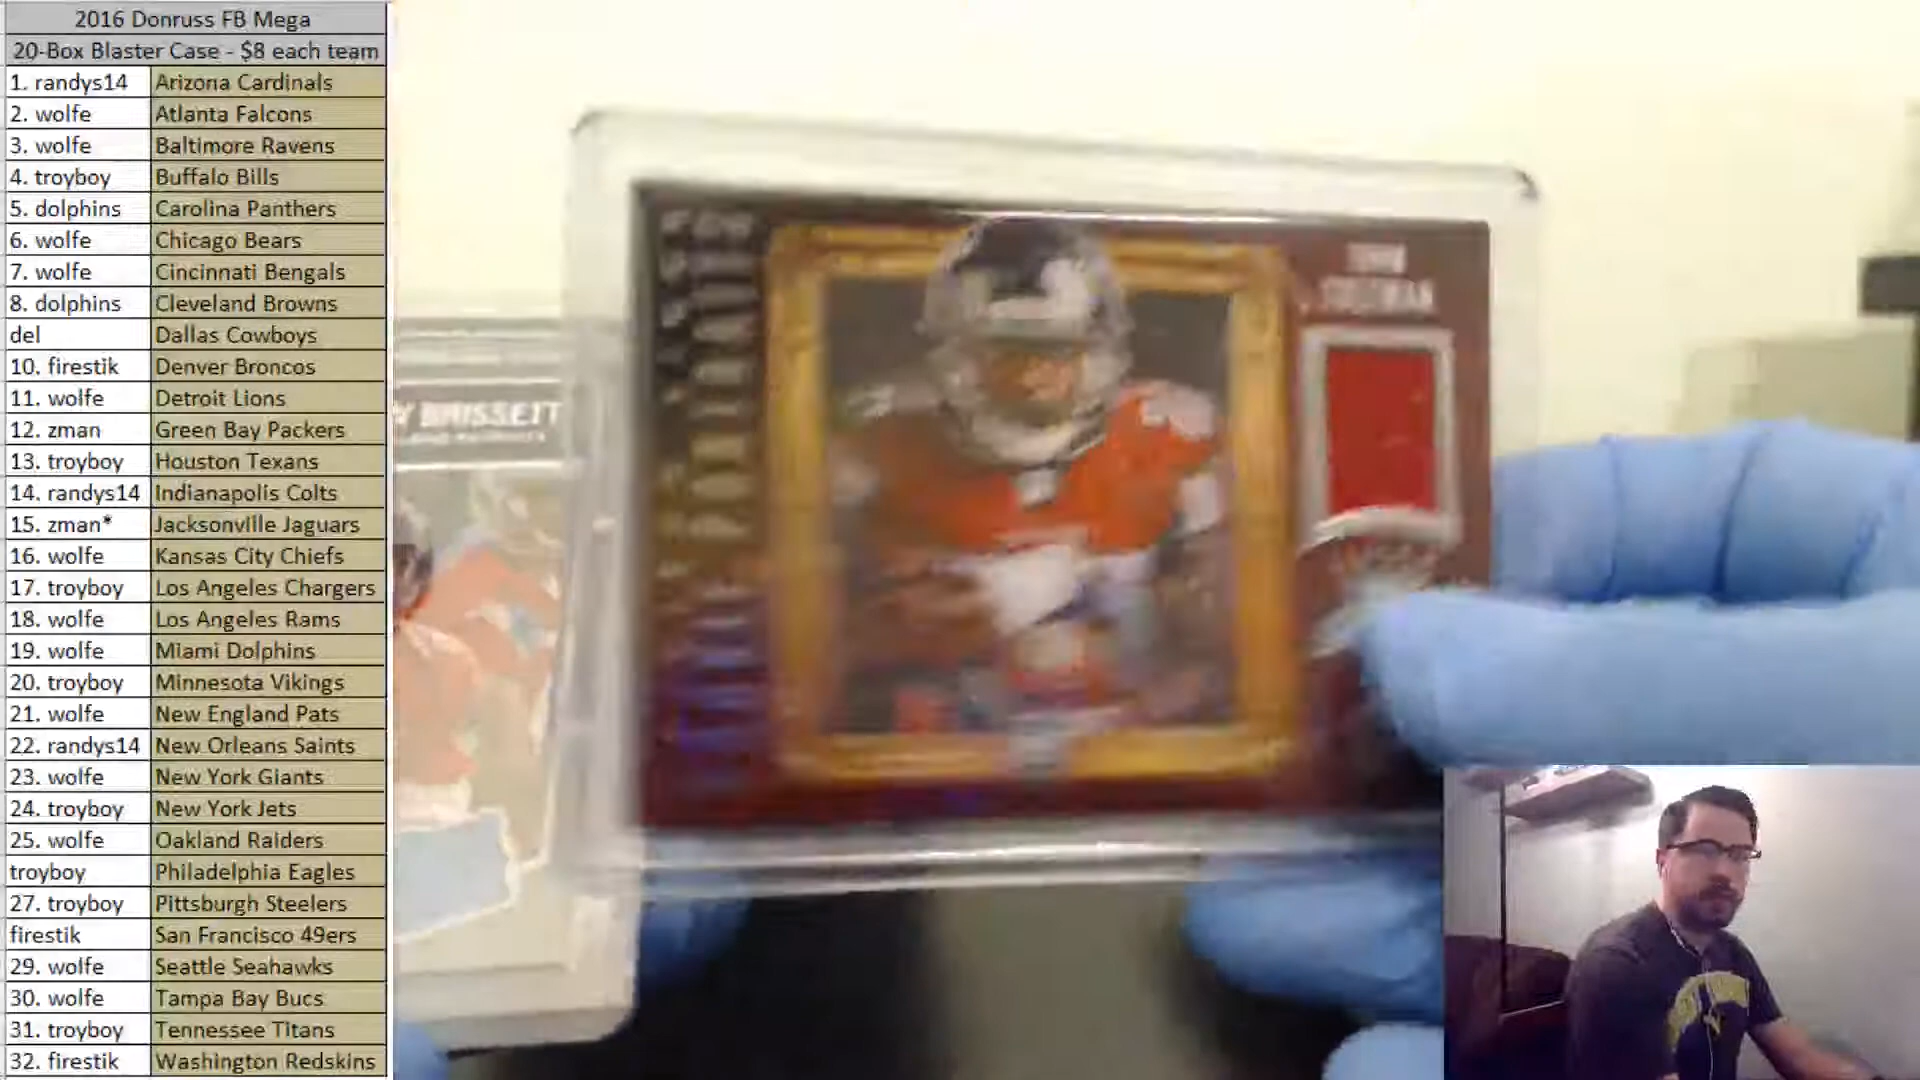 2016 Donruss FB Mega
20-Box Blaster Case - $8 each team
1. randys14 Arizona Cardinals
2. wolfe Atlanta Falcons
3. wolfe Baltimore Ravens
4. troyboy Buffalo Bills
5. dolphins Carolina Panthers
6. wolfe Chicago Bears
7. wolfe Cincinnati Bengals
8. dolphins Cleveland Browns
del Dallas Cowboys
10. firestik Denver Broncos
11. wolfe Detroit Lions
12. zman Green Bay Packers
13. troyboy Houston Texans
14. randys14 Indianapolis Colts
15. zman* Jacksonville Jaguars
16. wolfe Kansas City Chiefs
17. troyboy Los Angeles Chargers
18. wolfe Los Angeles Rams
19. wolfe Miami Dolphins
20. troyboy Minnesota Vikings
21. wolfe New England Pats
22. randys14 New Orleans Saints
23. wolfe New York Giants
24. troyboy New York Jets
25. wolfe Oakland Raiders
troyboy Philadelphia Eagles
27. troyboy Pittsburgh Steelers
firestik San Francisco 49ers
29. wolfe Seattle Seahawks
30. wolfe Tampa Bay Bucs
31. troyboy Tennessee Titans
32. firestik Washington Redskins
Y BRISSETT